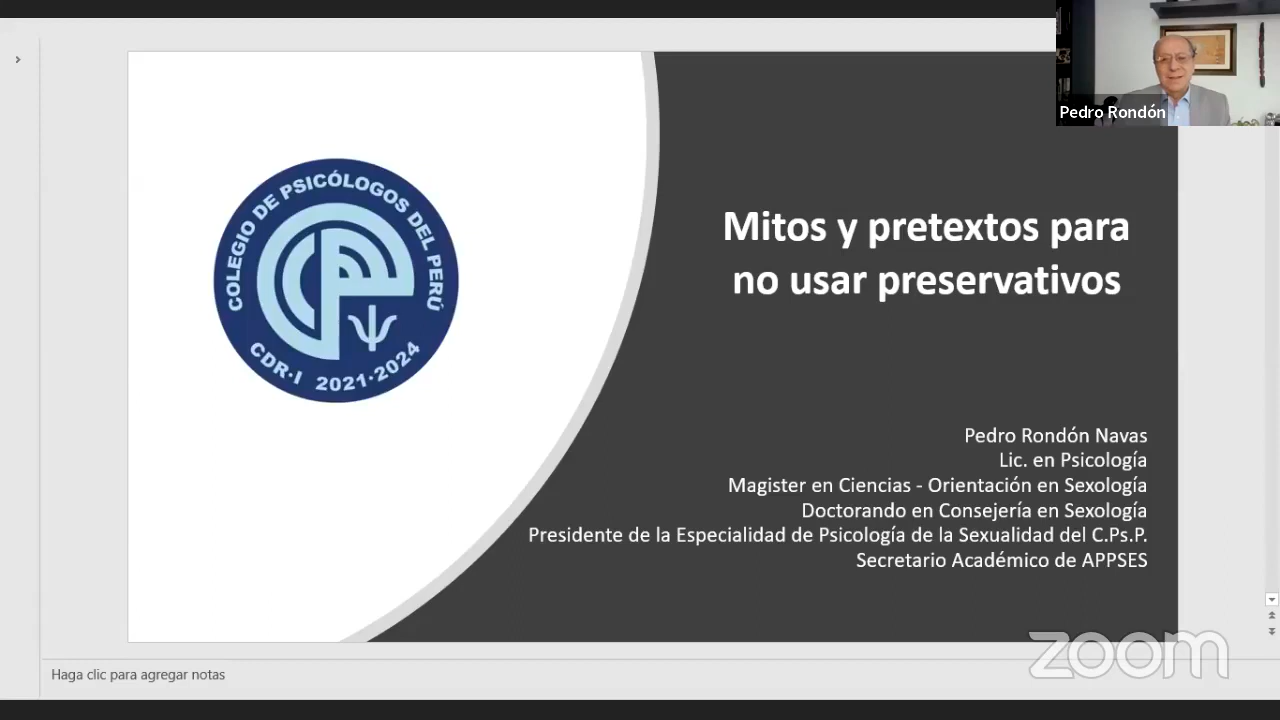 Pedro Rondón
COLEGIO DE PSICÓLOGOS DEL PERÚ
CDR·I 2021·2024
Mitos y pretextos para
no usar preservativos
Pedro Rondón Navas
Lic. en Psicología
Magister en Ciencias - Orientación en Sexología
Doctorando en Consejería en Sexología
Presidente de la Especialidad de Psicología de la Sexualidad del C.Ps.P.
Secretario Académico de APPSES
zoom
Haga clic para agregar notas